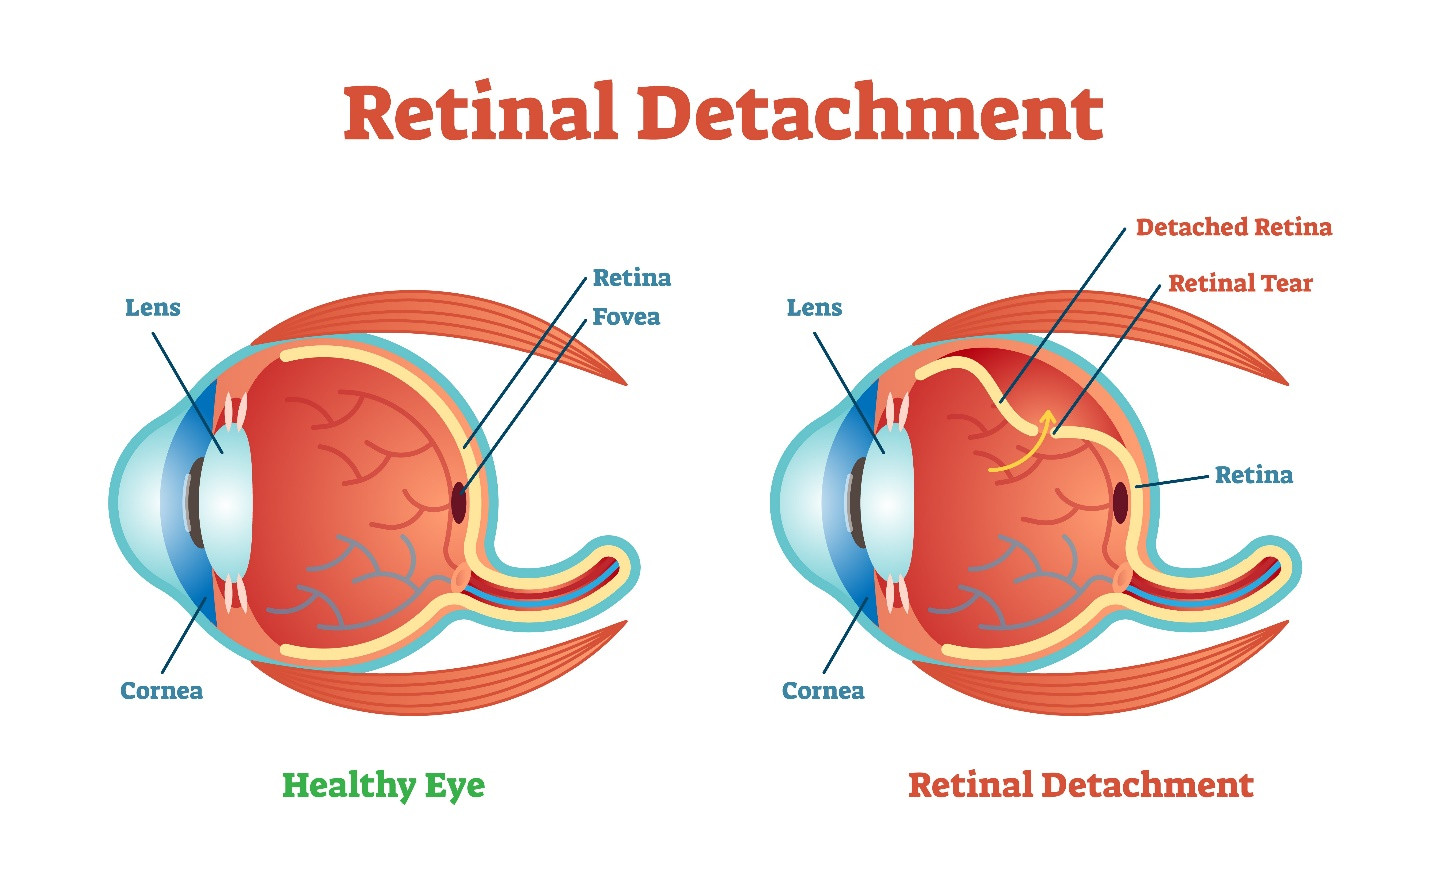 Retinal Detachment
Lens
Retina
Fovea
Cornea
Healthy Eye
Detached Retina
Retinal Tear
Lens
Retina
Cornea
Retinal Detachment